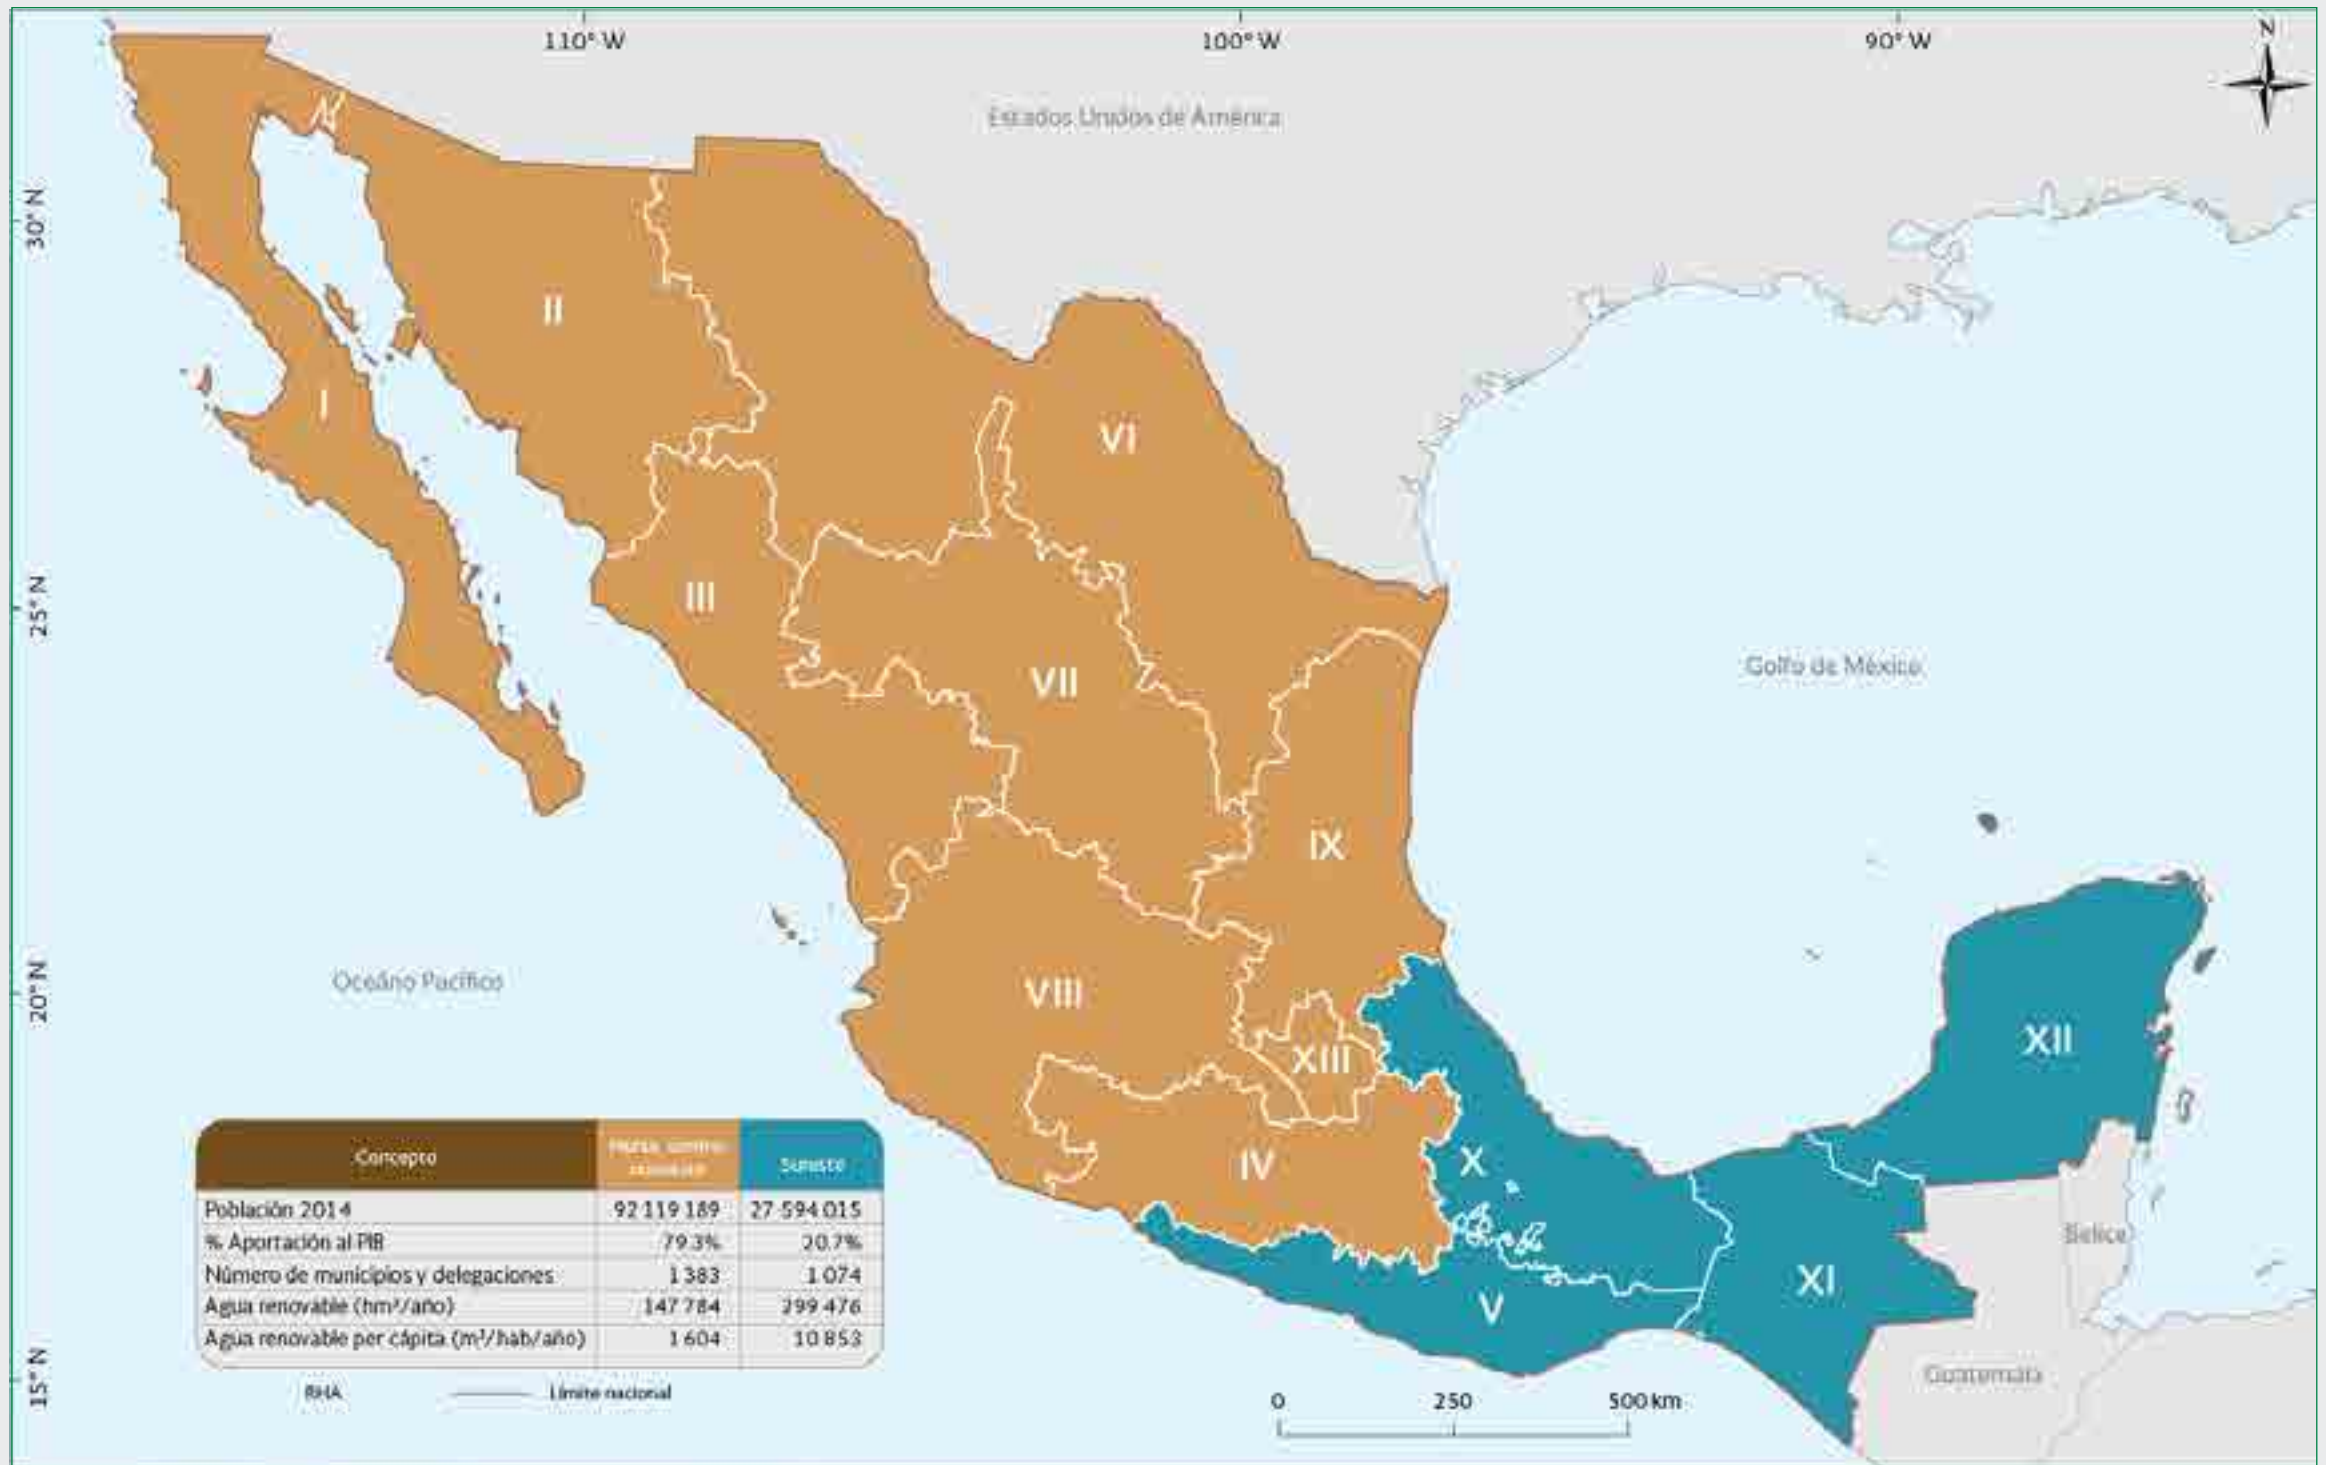 110° W 100° W 90° W N
Estados Unidos de América
30° N
II
I
VI
25° N
III
VII
Golfo de México
IX
20° N
Oceáno Pacífico
VIII
XIII
XII
IV
X
Belice
XI
V
Guatemala
15° N
Concepto Norte, centro Sureste
Población 2014 92 119 189 27 594 015
% Aportación al PIB 79.3% 20.7%
Número de municipios y delegaciones 1 383 1 074
Agua renovable (hm³/año) 147 784 299 476
Agua renovable per cápita (m³/hab/año) 1 604 10 853
RHA Límite nacional
0 250 500 km